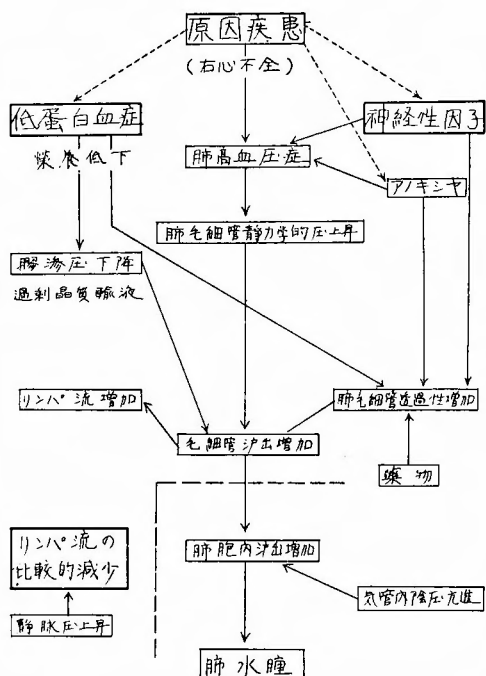 原因疾患
(右心不全)
低蛋白血症
栄養低下
神経性因子
肺高血圧症
アノキシヤ
肺毛細管静力学的圧上昇
膠滲圧下降
過剰晶質輸液
リンパ流増加
肺毛細管透過性増加
毛細管滲出増加
薬物
リンパ流の
比較的減少
肺胞内滲出増加
気管内陰圧亢進
静脈圧上昇
肺水腫